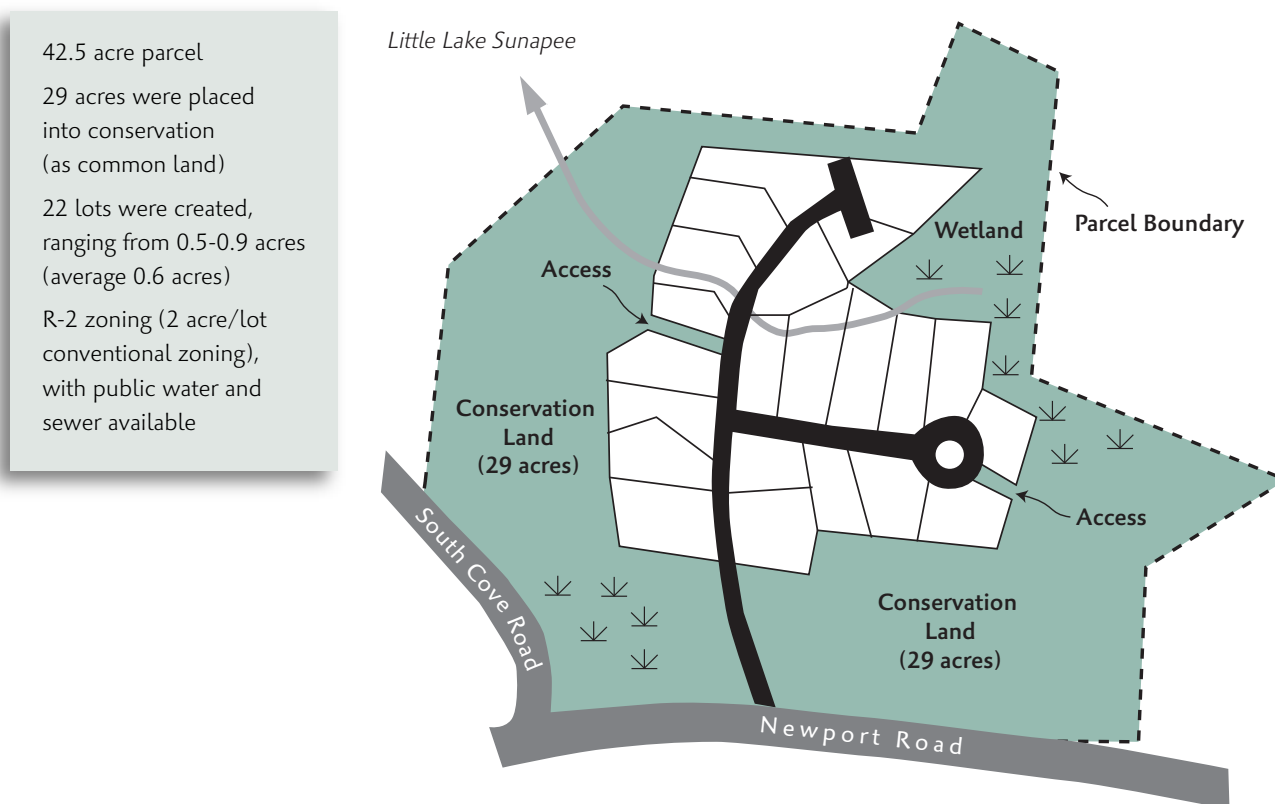 42.5 acre parcel
29 acres were placed
into conservation
(as common land)
22 lots were created,
ranging from 0.5-0.9 acres
(average 0.6 acres)
R-2 zoning (2 acre/lot
conventional zoning),
with public water and
sewer available
Little Lake Sunapee
Parcel Boundary
Wetland
Access
Conservation
Land
(29 acres)
Access
South Cove Road
Conservation
Land
(29 acres)
Newport Road